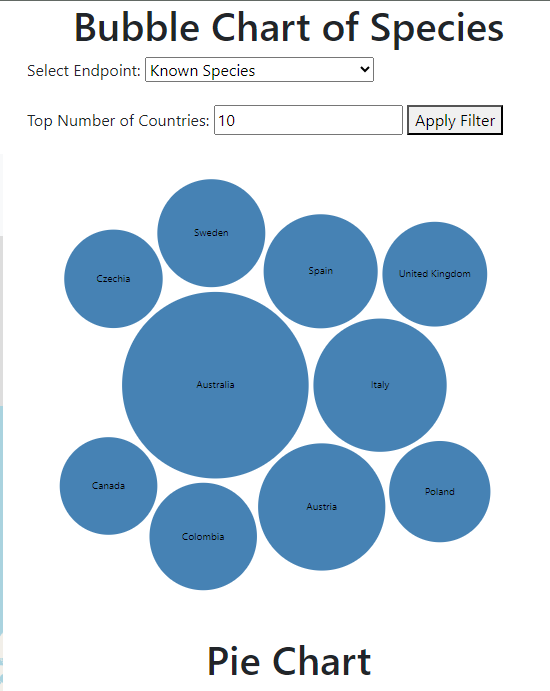 Bubble Chart of Species
Select Endpoint: Known Species
Top Number of Countries: 10 Apply Filter
Sweden
Spain
United Kingdom
Czechia
Australia
Italy
Canada
Poland
Austria
Colombia
Pie Chart